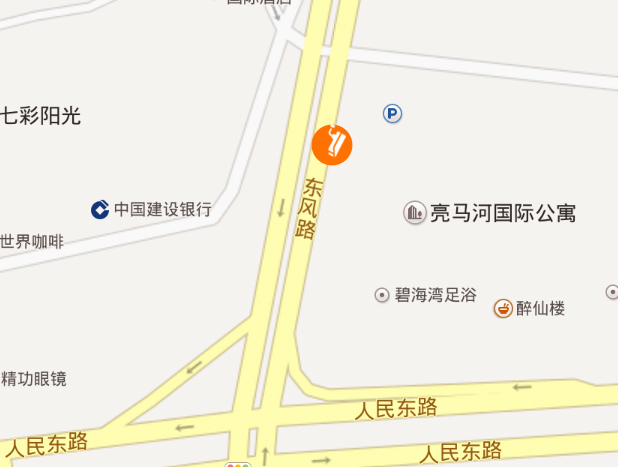 七彩阳光
P
东风路
中国建设银行
亮马河国际公寓
世界咖啡
碧海湾足浴
醉仙楼
精功眼镜
人民东路
人民东路
人民东路